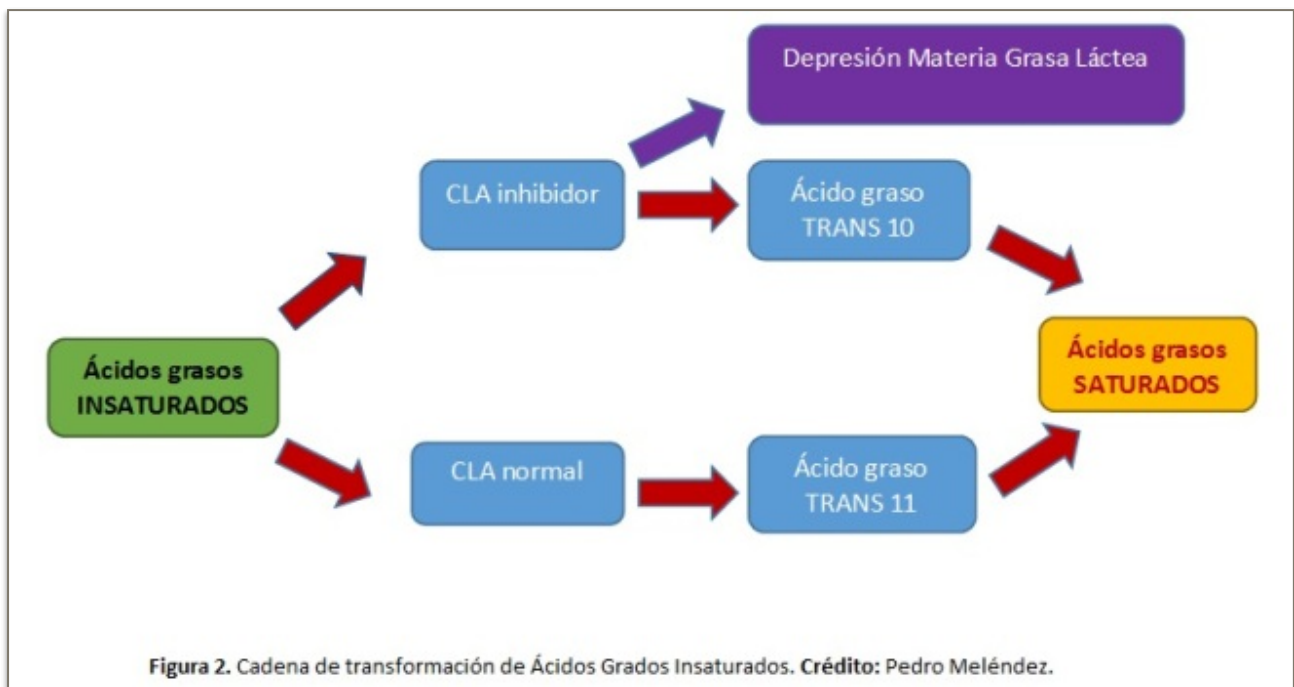 Depresión Materia Grasa Láctea
CLA inhibidor
Ácido graso
TRANS 10
Ácidos grasos
INSATURADOS
Ácidos grasos
SATURADOS
CLA normal
Ácido graso
TRANS 11
Figura 2. Cadena de transformación de Ácidos Grados Insaturados. Crédito: Pedro Meléndez.